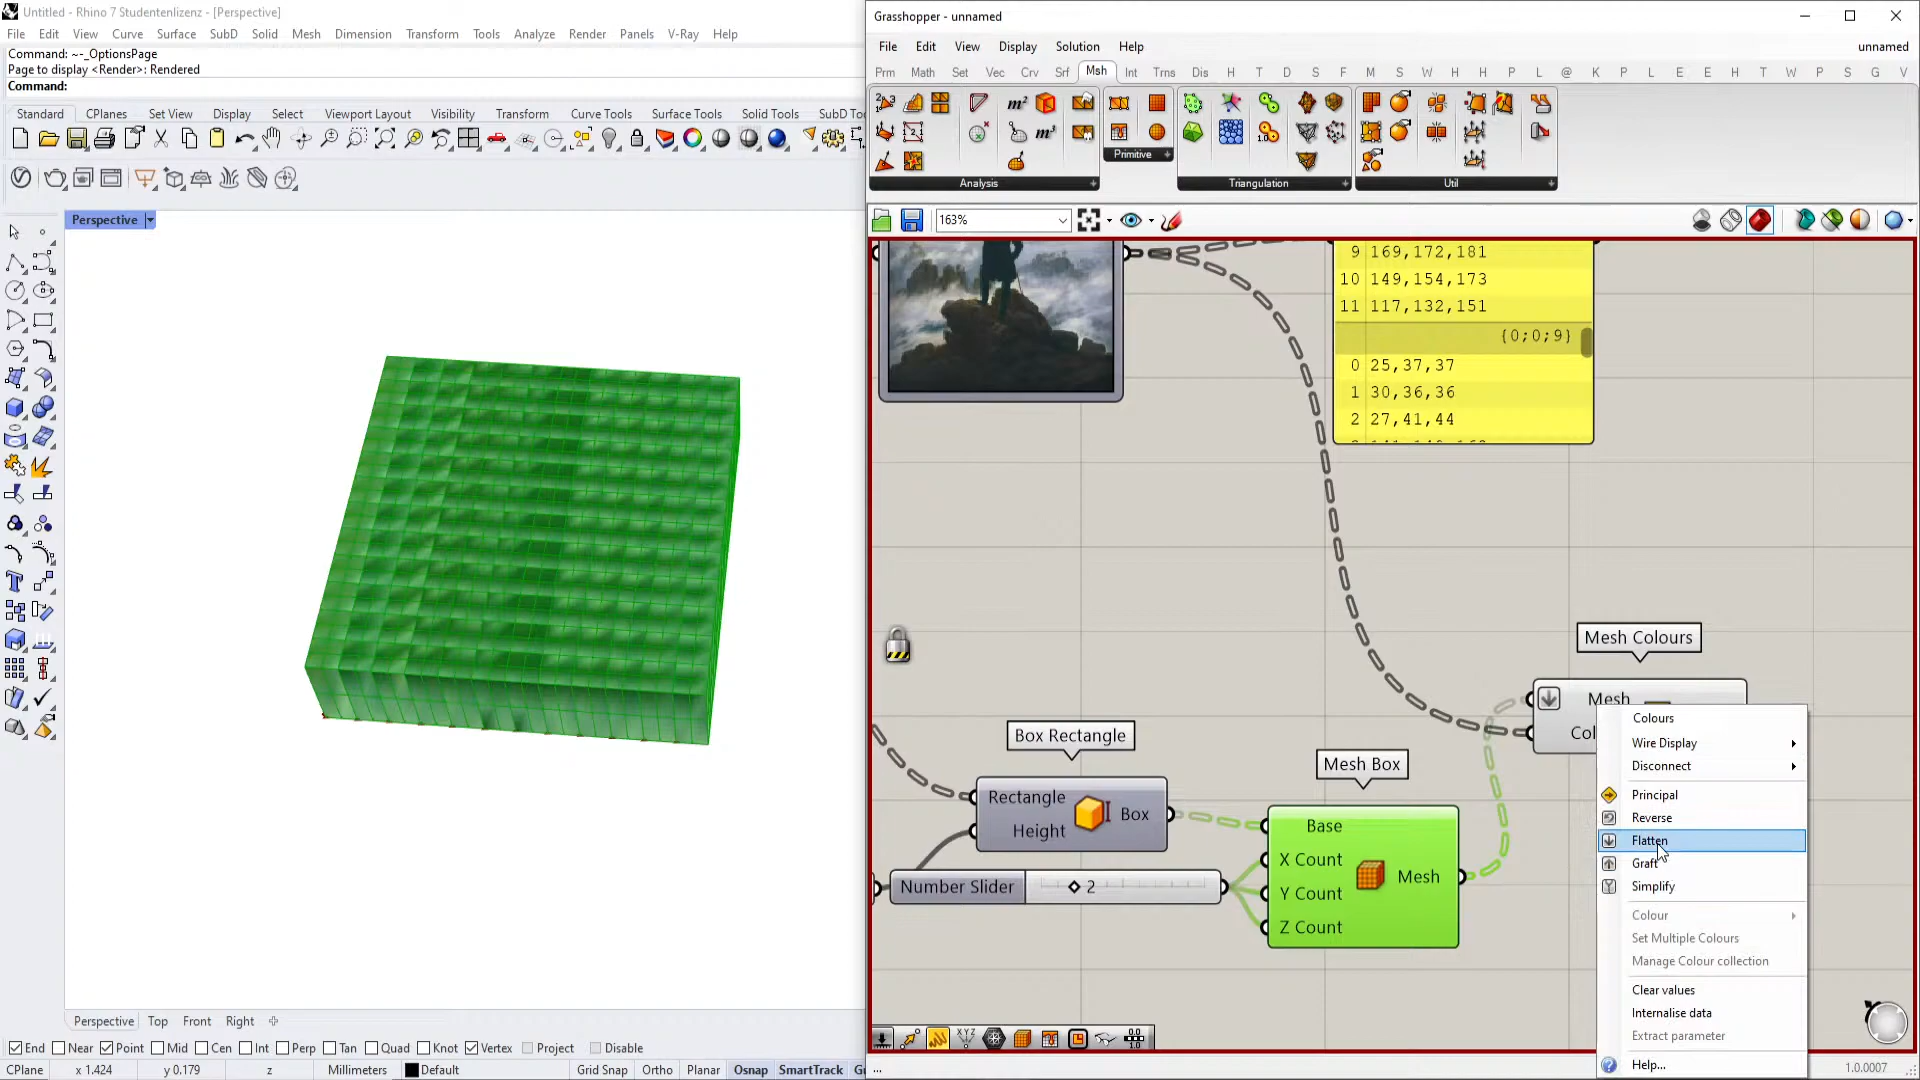 Untitled - Rhino 7 Studentenlizenz - [Perspective]
File Edit View Curve Surface SubD Solid Mesh Dimension Transform Tools Analyze Render Panels V-Ray Help
Command: ~-_OptionsPage
Page to display <Render>: Rendered
Command:
Standard CPlanes Set View Display Select Viewport Layout Visibility Transform Curve Tools Surface Tools Solid Tools SubD To
Perspective
Perspective Top Front Right
End Near Point Mid Cen Int Perp Tan Quad Knot Vertex Project Disable
CPlane x 1.424 y 0.179 z Millimeters Default Grid Snap Ortho Planar Osnap SmartTrack Gu
Grasshopper - unnamed
File Edit View Display Solution Help unnamed
Prm Math Set Vec Crv Srf Msh Int Trns Dis H T D S F M S W H H P L @ K P L E E H T W P S G V
Analysis Primitive Triangulation Util
163%
9 169,172,181
10 149,154,173
11 117,132,151
{0;0;9}
0 25,37,37
1 30,36,36
2 27,41,44
Mesh Colours
Mesh
Col
Box Rectangle
Rectangle
Height
Box
Number Slider 2
Mesh Box
Base
X Count
Y Count
Z Count
Mesh
Colours
Wire Display
Disconnect
Principal
Reverse
Flatten
Graft
Simplify
Colour
Set Multiple Colours
Manage Colour collection
Clear values
Internalise data
Extract parameter
Help...
...
1.0.0007